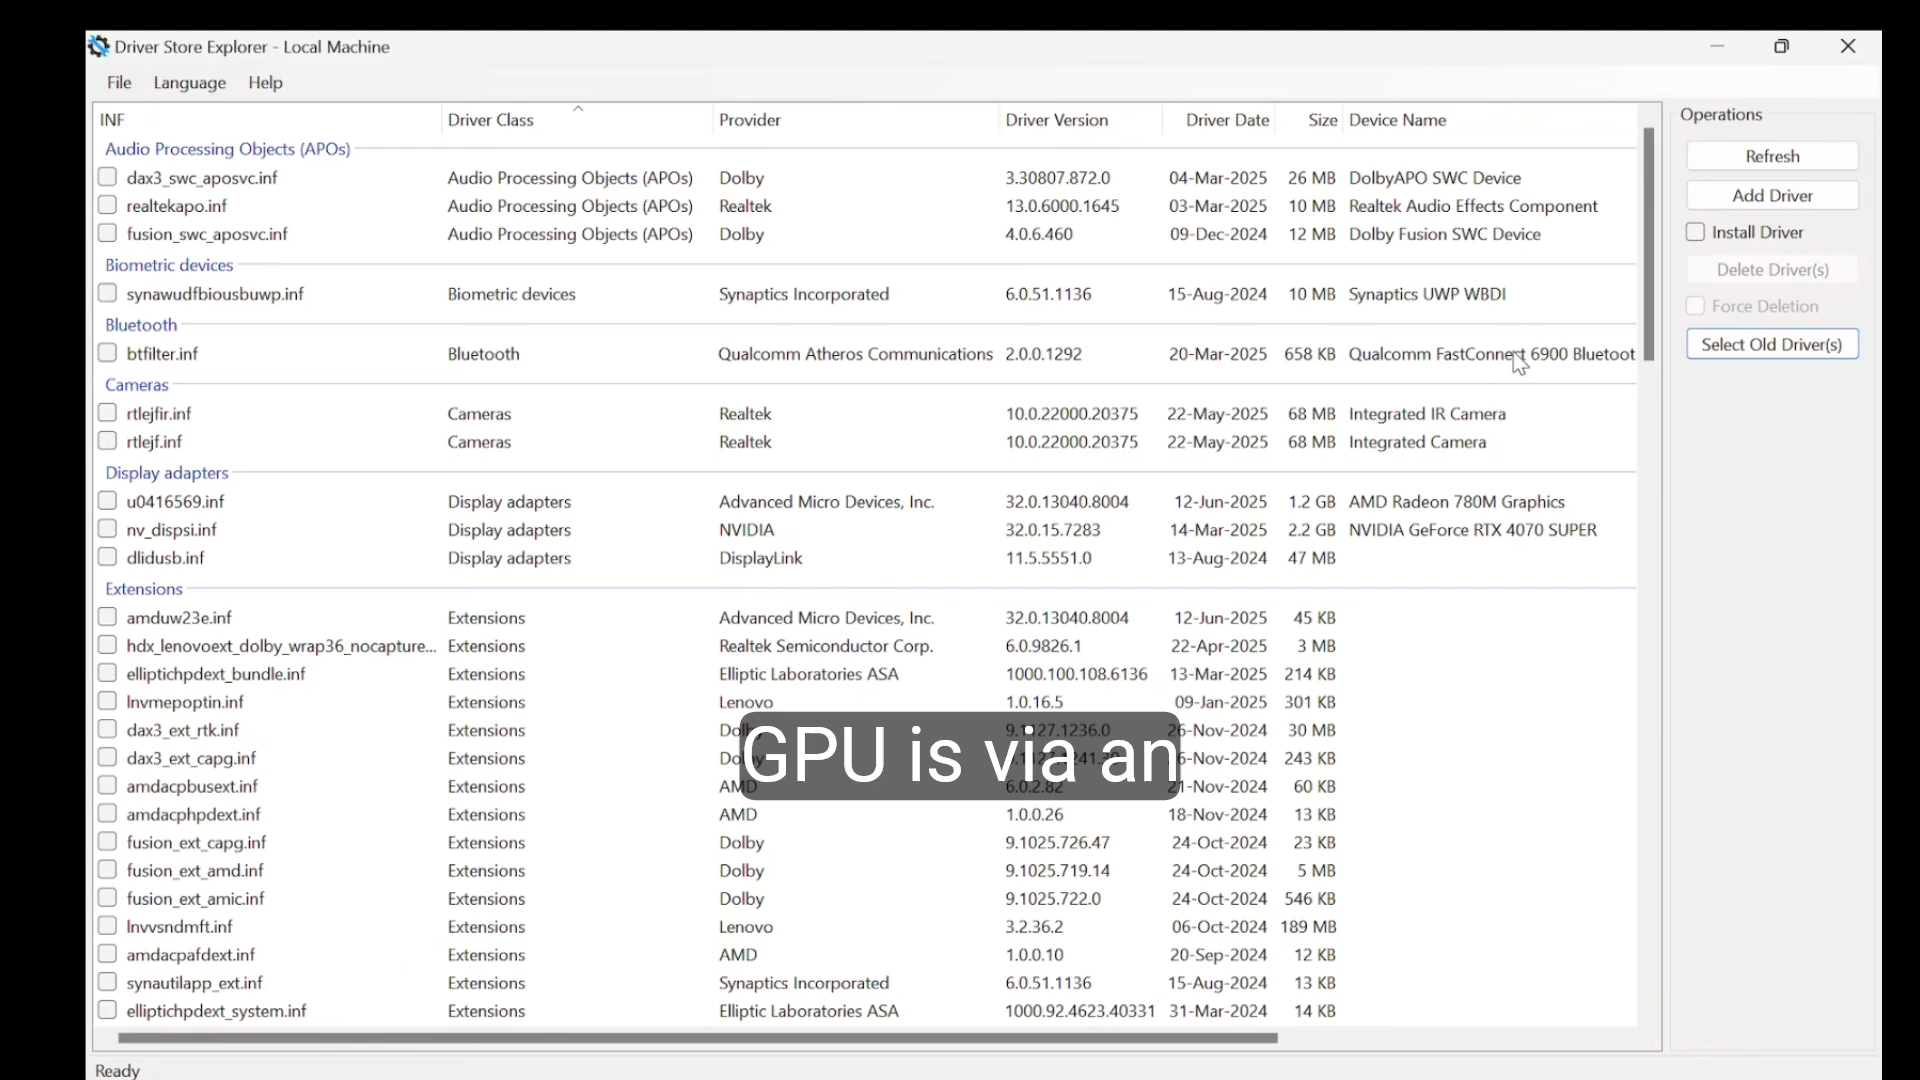 Driver Store Explorer - Local Machine
File Language Help
INF Driver Class Provider Driver Version Driver Date Size Device Name
Audio Processing Objects (APOs)
dax3_swc_aposvc.inf Audio Processing Objects (APOs) Dolby 3.30807.872.0 04-Mar-2025 26 MB DolbyAPO SWC Device
realtekapo.inf Audio Processing Objects (APOs) Realtek 13.0.6000.1645 03-Mar-2025 10 MB Realtek Audio Effects Component
fusion_swc_aposvc.inf Audio Processing Objects (APOs) Dolby 4.0.6.460 09-Dec-2024 12 MB Dolby Fusion SWC Device
Biometric devices
synawudfbiousbuwp.inf Biometric devices Synaptics Incorporated 6.0.51.1136 15-Aug-2024 10 MB Synaptics UWP WBDI
Bluetooth
btfilter.inf Bluetooth Qualcomm Atheros Communications 2.0.0.1292 20-Mar-2025 658 KB Qualcomm FastConnect 6900 Bluetoot
Cameras
rtlejfir.inf Cameras Realtek 10.0.22000.20375 22-May-2025 68 MB Integrated IR Camera
rtlejf.inf Cameras Realtek 10.0.22000.20375 22-May-2025 68 MB Integrated Camera
Display adapters
u0416569.inf Display adapters Advanced Micro Devices, Inc. 32.0.13040.8004 12-Jun-2025 1.2 GB AMD Radeon 780M Graphics
nv_dispsi.inf Display adapters NVIDIA 32.0.15.7283 14-Mar-2025 2.2 GB NVIDIA GeForce RTX 4070 SUPER
dlidusb.inf Display adapters DisplayLink 11.5.5551.0 13-Aug-2024 47 MB
Extensions
amduw23e.inf Extensions Advanced Micro Devices, Inc. 32.0.13040.8004 12-Jun-2025 45 KB
hdx_lenovoext_dolby_wrap36_nocapture... Extensions Realtek Semiconductor Corp. 6.0.9826.1 22-Apr-2025 3 MB
elliptichpdext_bundle.inf Extensions Elliptic Laboratories ASA 1000.100.108.6136 13-Mar-2025 214 KB
lnvmepoptin.inf Extensions Lenovo 1.0.16.5 09-Jan-2025 301 KB
dax3_ext_rtk.inf Extensions Dolby 9.1127.1236.0 26-Nov-2024 30 MB
dax3_ext_capg.inf Extensions Dolby 243 KB
amdacpbusext.inf Extensions AMD 6.0.2.82 21-Nov-2024 60 KB
amdacphpdext.inf Extensions AMD 1.0.0.26 18-Nov-2024 13 KB
fusion_ext_capg.inf Extensions Dolby 9.1025.726.47 24-Oct-2024 23 KB
fusion_ext_amd.inf Extensions Dolby 9.1025.719.14 24-Oct-2024 5 MB
fusion_ext_amic.inf Extensions Dolby 9.1025.722.0 24-Oct-2024 546 KB
lnvvsndmft.inf Extensions Lenovo 3.2.36.2 06-Oct-2024 189 MB
amdacpafdext.inf Extensions AMD 1.0.0.10 20-Sep-2024 12 KB
synautilapp_ext.inf Extensions Synaptics Incorporated 6.0.51.1136 15-Aug-2024 13 KB
elliptichpdext_system.inf Extensions Elliptic Laboratories ASA 1000.92.4623.40331 31-Mar-2024 14 KB
GPU is via an
Ready
Operations
Refresh
Add Driver
Install Driver
Delete Driver(s)
Force Deletion
Select Old Driver(s)